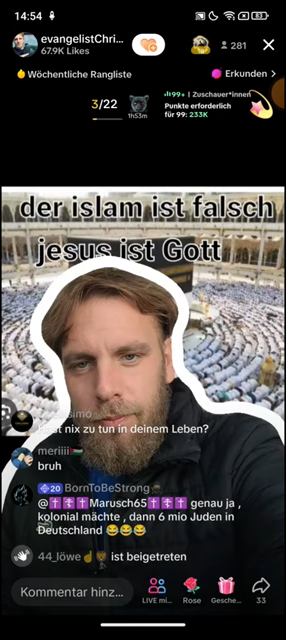 14:54
83
evangelistChri...
67.9K Likes
281
Wöchentliche Rangliste
Erkunden >
3/22
1h53m
99+ | Zuschauer*innen
Punkte erforderlich
für 99: 233K
der islam ist falsch
jesus ist Gott
nix zu tun in deinem Leben?
meriiii🇵🇸
bruh
20 BornToBeStrong
@✝️✝️✝️Marusch65✝️✝️✝️ genau ja ,
kolonial mächte , dann 6 mio Juden in
Deutschland 😂😂😂
44_löwe☝️🦁 ist beigetreten
Kommentar hinz...
LIVE mi...
Rose
Gesche...
33